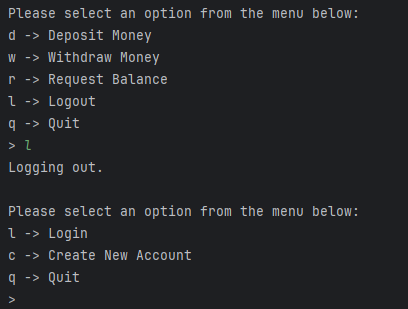 Please select an option from the menu below:
d -> Deposit Money
w -> Withdraw Money
r -> Request Balance
l -> Logout
q -> Quit
> l
Logging out.

Please select an option from the menu below:
l -> Login
c -> Create New Account
q -> Quit
>